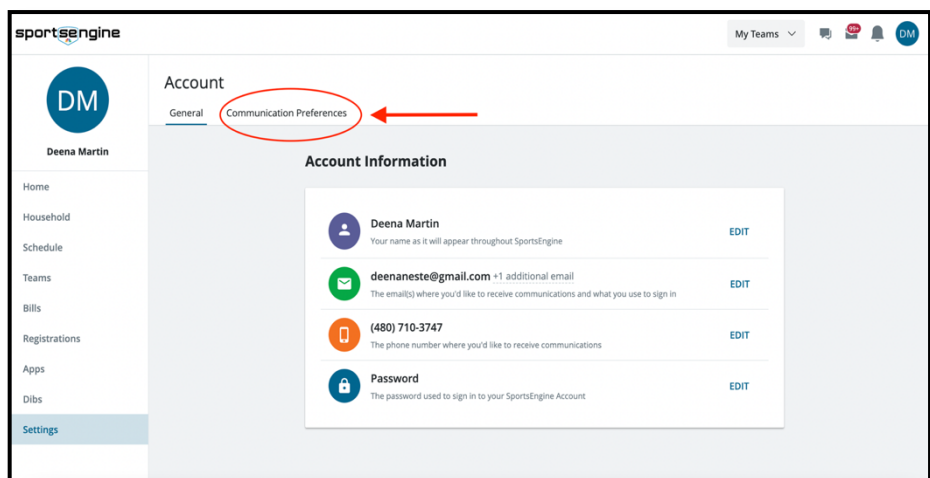 sportsengine
My Teams
99+
DM
DM
Deena Martin
Home
Household
Schedule
Teams
Bills
Registrations
Apps
Dibs
Settings
Account
General Communication Preferences
Account Information
Deena Martin
Your name as it will appear throughout SportsEngine
EDIT
deenaneste@gmail.com +1 additional email
The email(s) where you'd like to receive communications and what you use to sign in
EDIT
(480) 710-3747
The phone number where you'd like to receive communications
EDIT
Password
The password used to sign in to your SportsEngine Account
EDIT